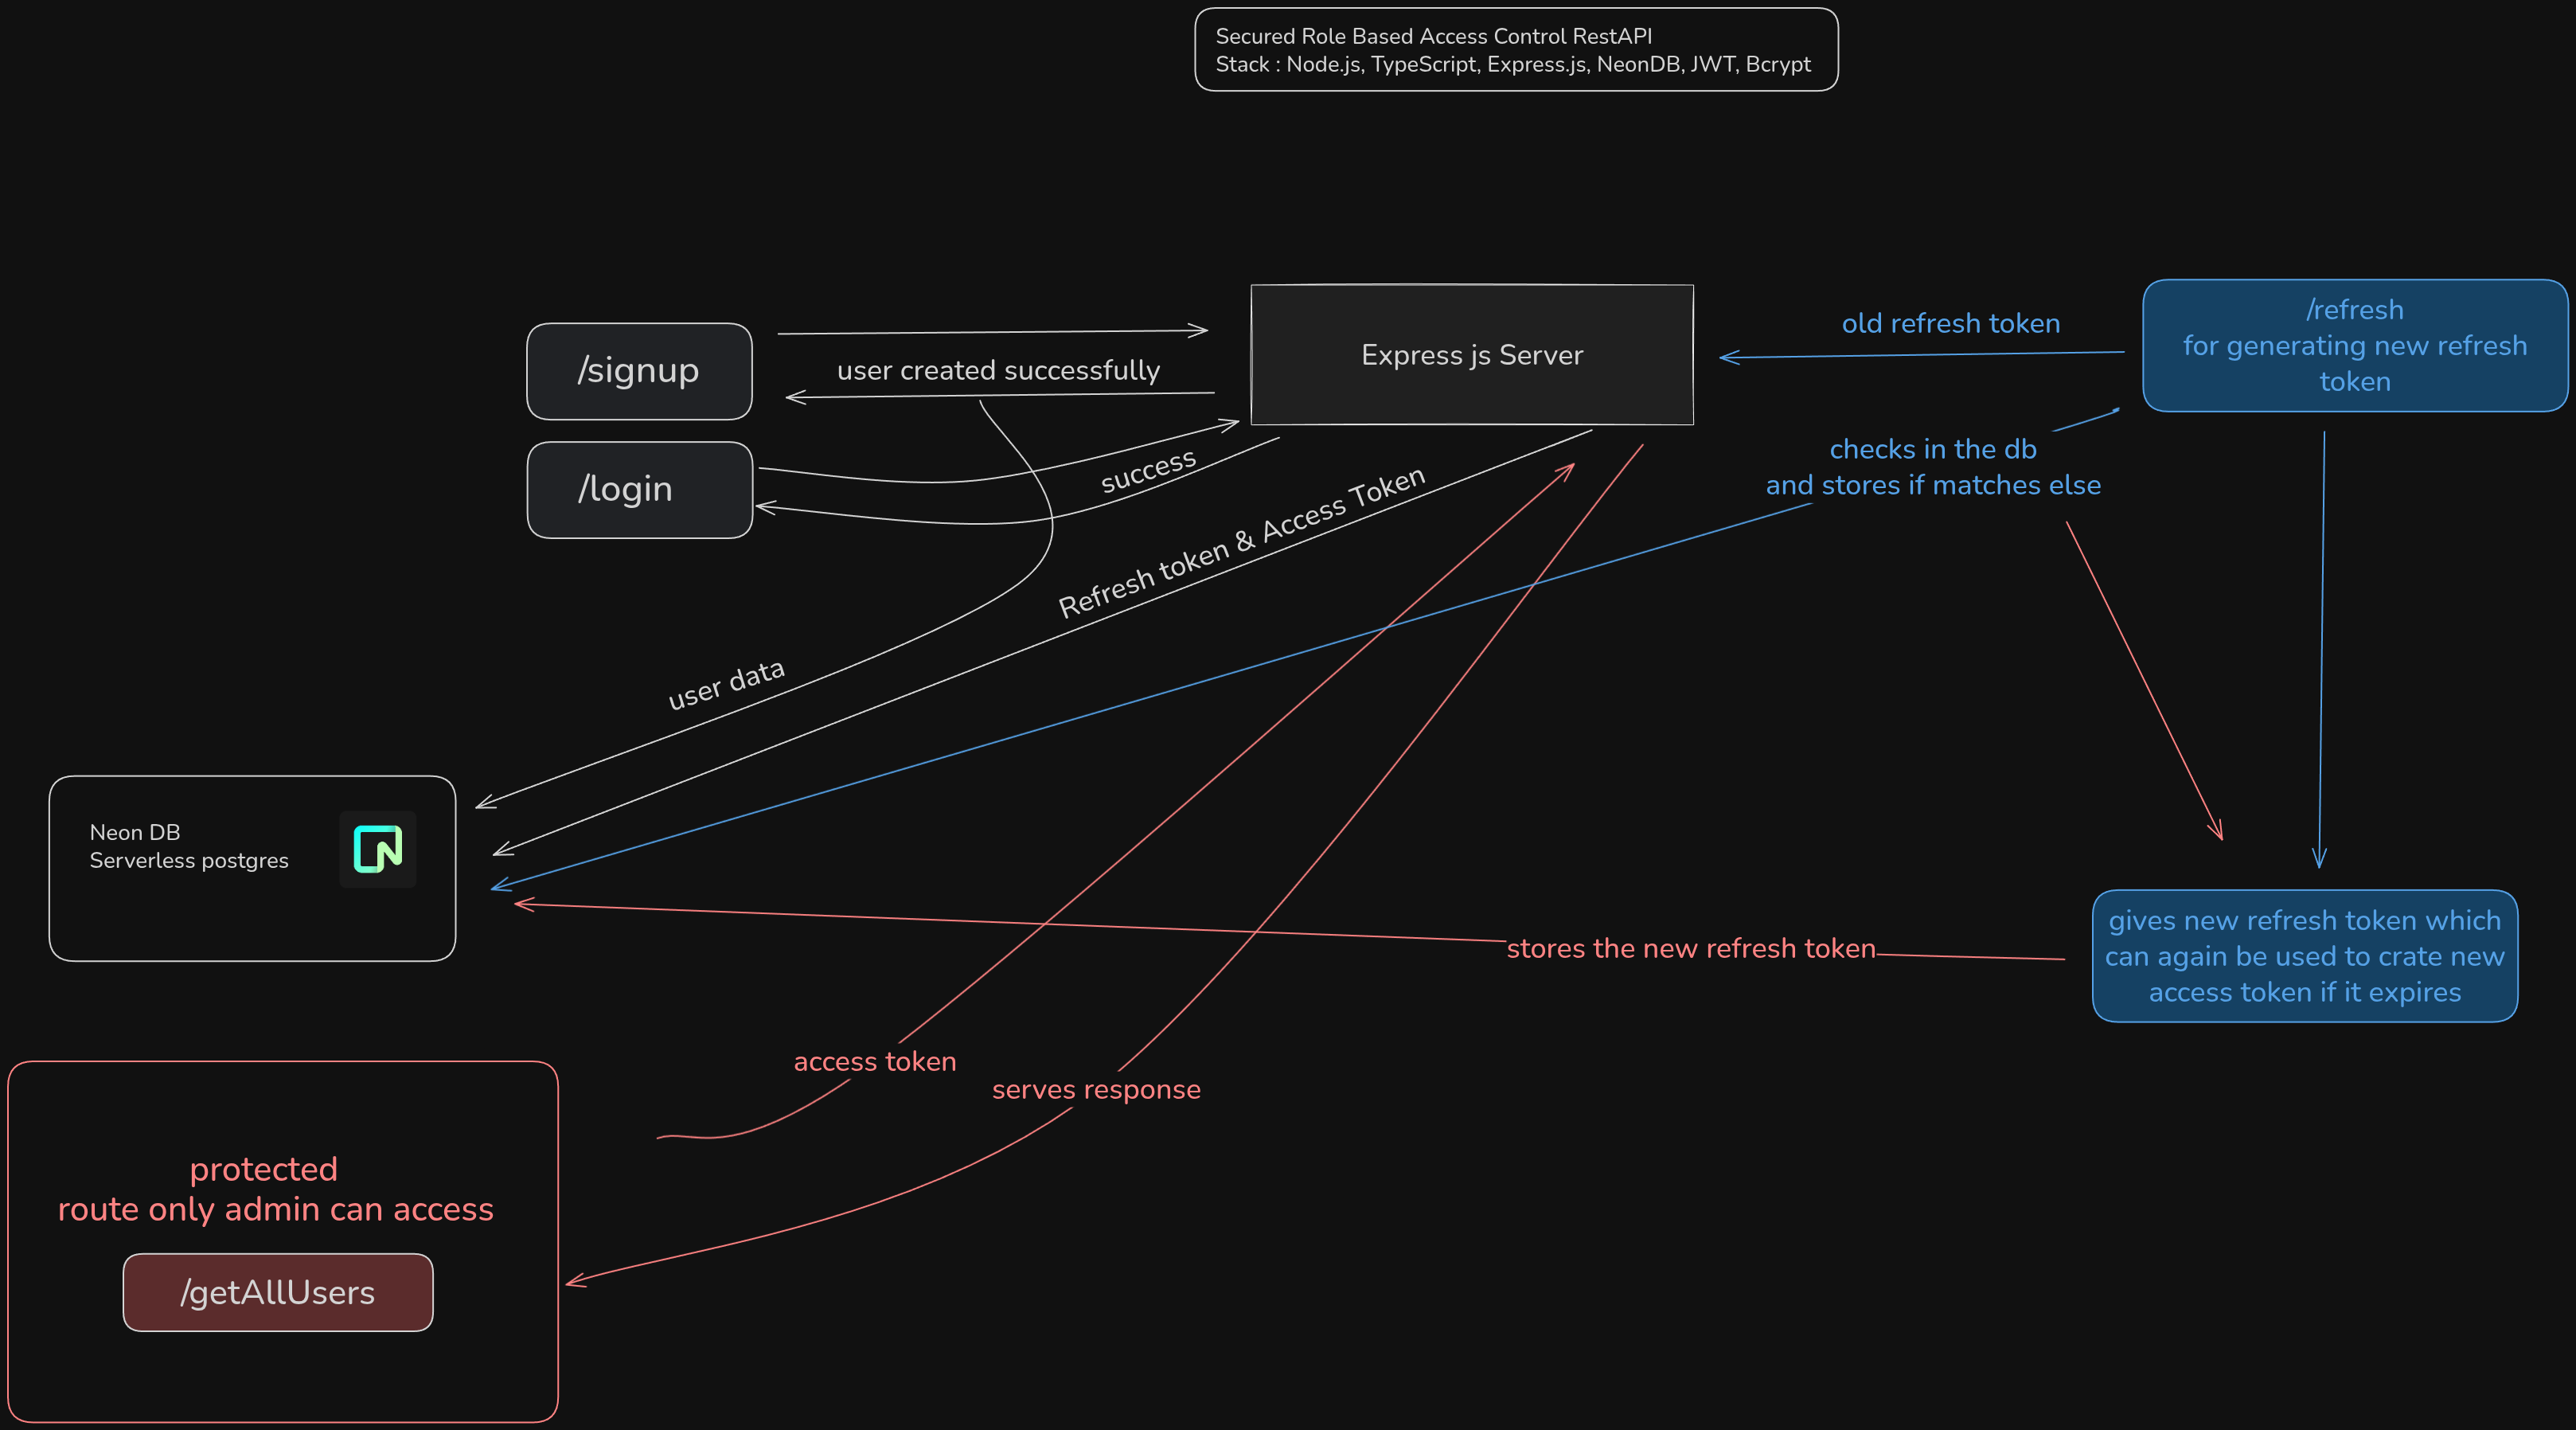 Secured Role Based Access Control RestAPI
Stack : Node.js, TypeScript, Express.js, NeonDB, JWT, Bcrypt
/signup
user created successfully
Express js Server
old refresh token
/refresh
for generating new refresh
token
/login
success
checks in the db
and stores if matches else
Refresh token & Access Token
user data
Neon DB
Serverless postgres
stores the new refresh token
gives new refresh token which
can again be used to crate new
access token if it expires
access token
serves response
protected
route only admin can access
/getAllUsers